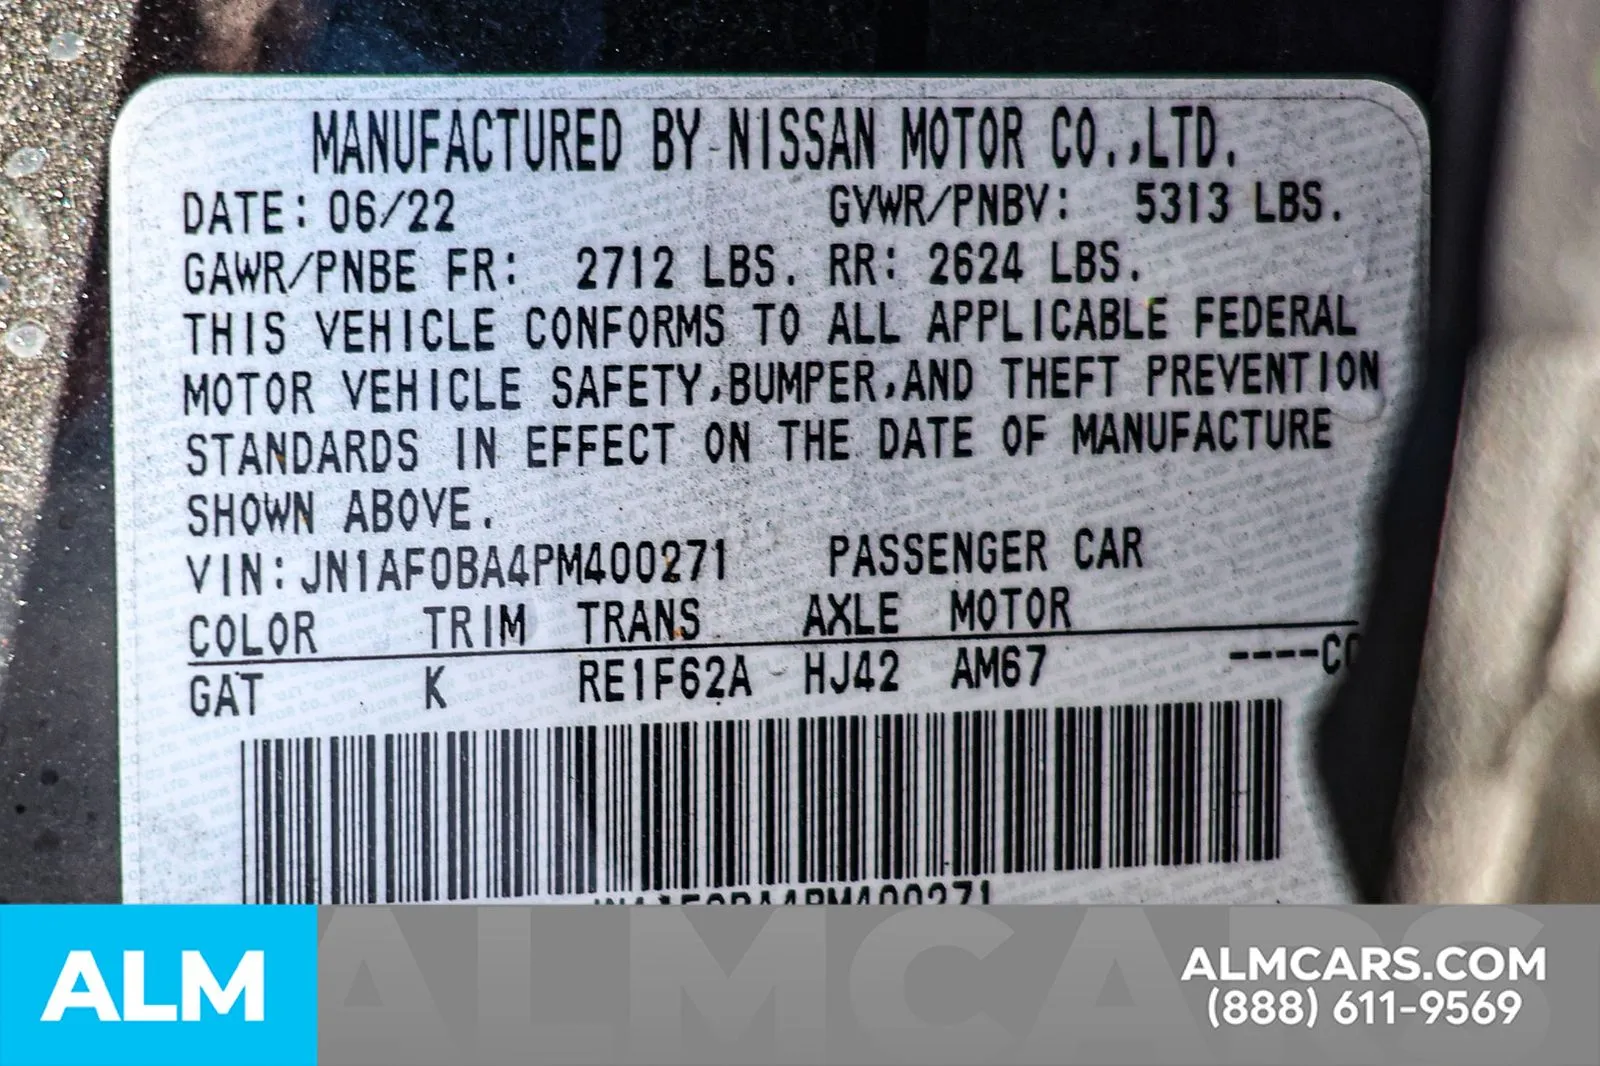 MANUFACTURED BY NISSAN MOTOR CO.,LTD.
DATE: 06/22 GVWR/PNBV: 5313 LBS.
GAWR/PNBE FR: 2712 LBS. RR: 2624 LBS.
THIS VEHICLE CONFORMS TO ALL APPLICABLE FEDERAL
MOTOR VEHICLE SAFETY,BUMPER,AND THEFT PREVENTION
STANDARDS IN EFFECT ON THE DATE OF MANUFACTURE
SHOWN ABOVE.
VIN: JN1AF0BA4PM400271 PASSENGER CAR
COLOR TRIM TRANS AXLE MOTOR
GAT K RE1F62A HJ42 AM67 ----CC
JN1AF0BA4PM400271
ALM
ALMCARS
ALMCARS.COM
(888) 611-9569